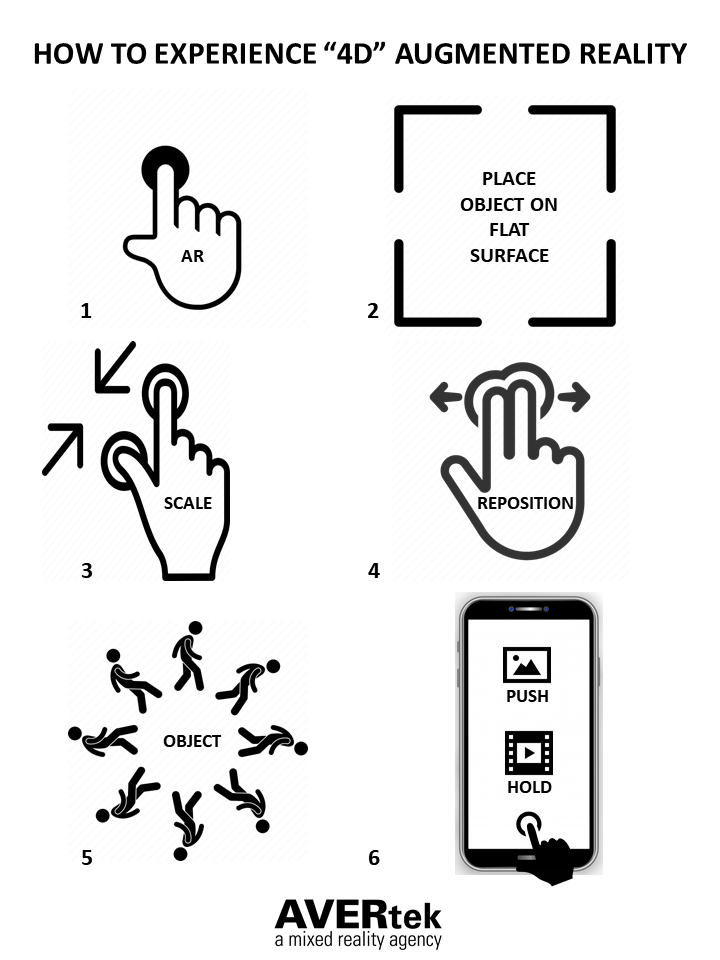 HOW TO EXPERIENCE “4D” AUGMENTED REALITY
AR
1
PLACE
OBJECT ON
FLAT
SURFACE
2
SCALE
3
REPOSITION
4
OBJECT
5
PUSH
HOLD
6
AVERtek
a mixed reality agency